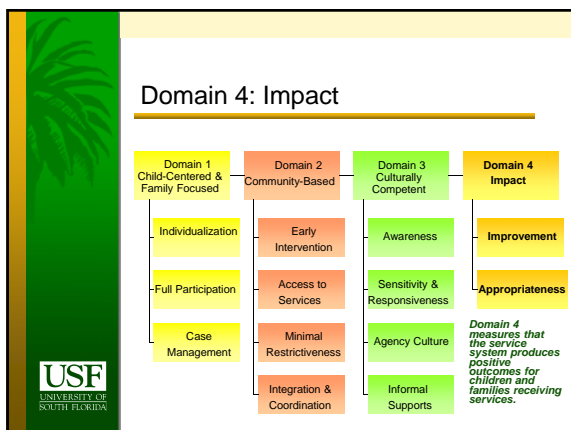 Domain 4: Impact
Domain 1
Child-Centered &
Family Focused
Domain 2
Community-Based
Domain 3
Culturally
Competent
Domain 4
Impact
Individualization
Full Participation
Case
Management
Early
Intervention
Access to
Services
Minimal
Restrictiveness
Integration &
Coordination
Awareness
Sensitivity &
Responsiveness
Agency Culture
Informal
Supports
Improvement
Appropriateness
Domain 4
measures that
the service
system produces
positive
outcomes for
children and
families receiving
services.
USF
UNIVERSITY OF
SOUTH FLORIDA